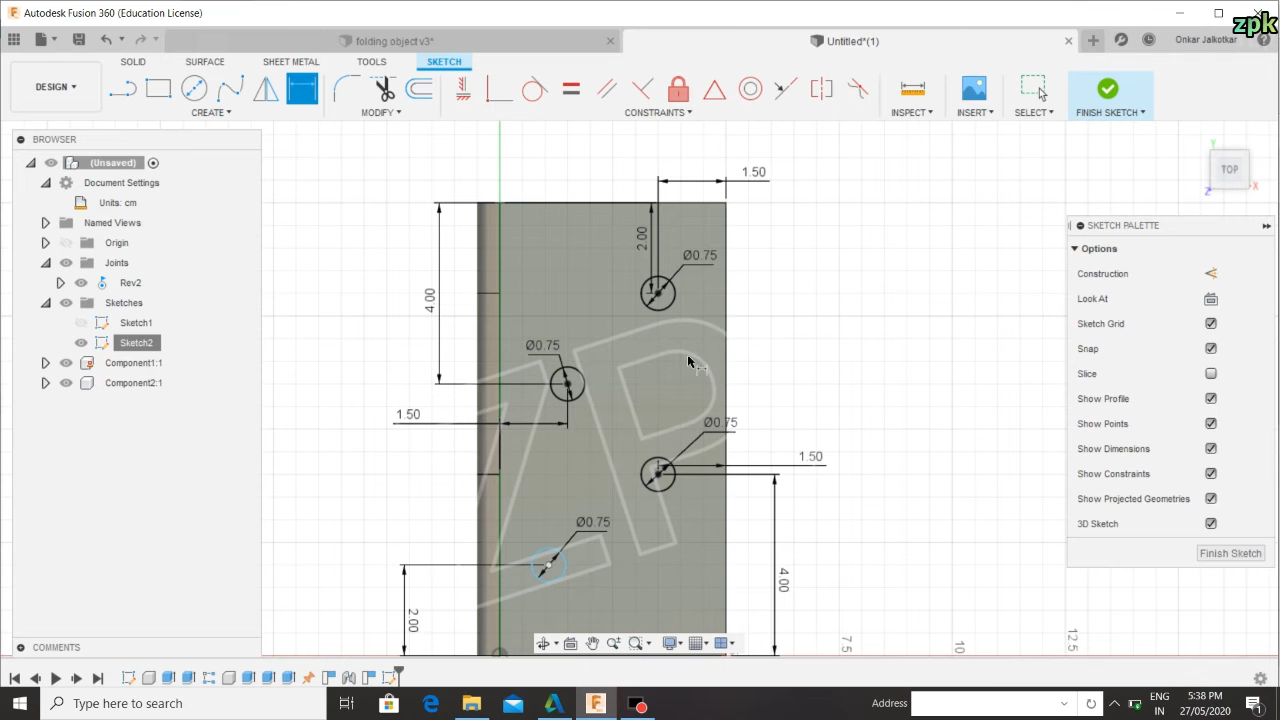 Autodesk Fusion 360 (Education License)
zpk
folding object v3*
Untitled*(1)
Onkar Jalkotkar
DESIGN
SOLID
SURFACE
SHEET METAL
TOOLS
SKETCH
CREATE
MODIFY
CONSTRAINTS
INSPECT
INSERT
SELECT
FINISH SKETCH
BROWSER
(Unsaved)
Document Settings
Units: cm
Named Views
Origin
Joints
Rev2
Sketches
Sketch1
Sketch2
Component1:1
Component2:1
1.50
2.00
Ø0.75
4.00
Ø0.75
1.50
Ø0.75
1.50
Ø0.75
2.00
4.00
7.5
10
12.5
TOP
Y
X
Z
SKETCH PALETTE
Options
Construction
Look At
Sketch Grid
Snap
Slice
Show Profile
Show Points
Show Dimensions
Show Constraints
Show Projected Geometries
3D Sketch
Finish Sketch
COMMENTS
Type here to search
Address
ENG
IN
5:38 PM
27/05/2020